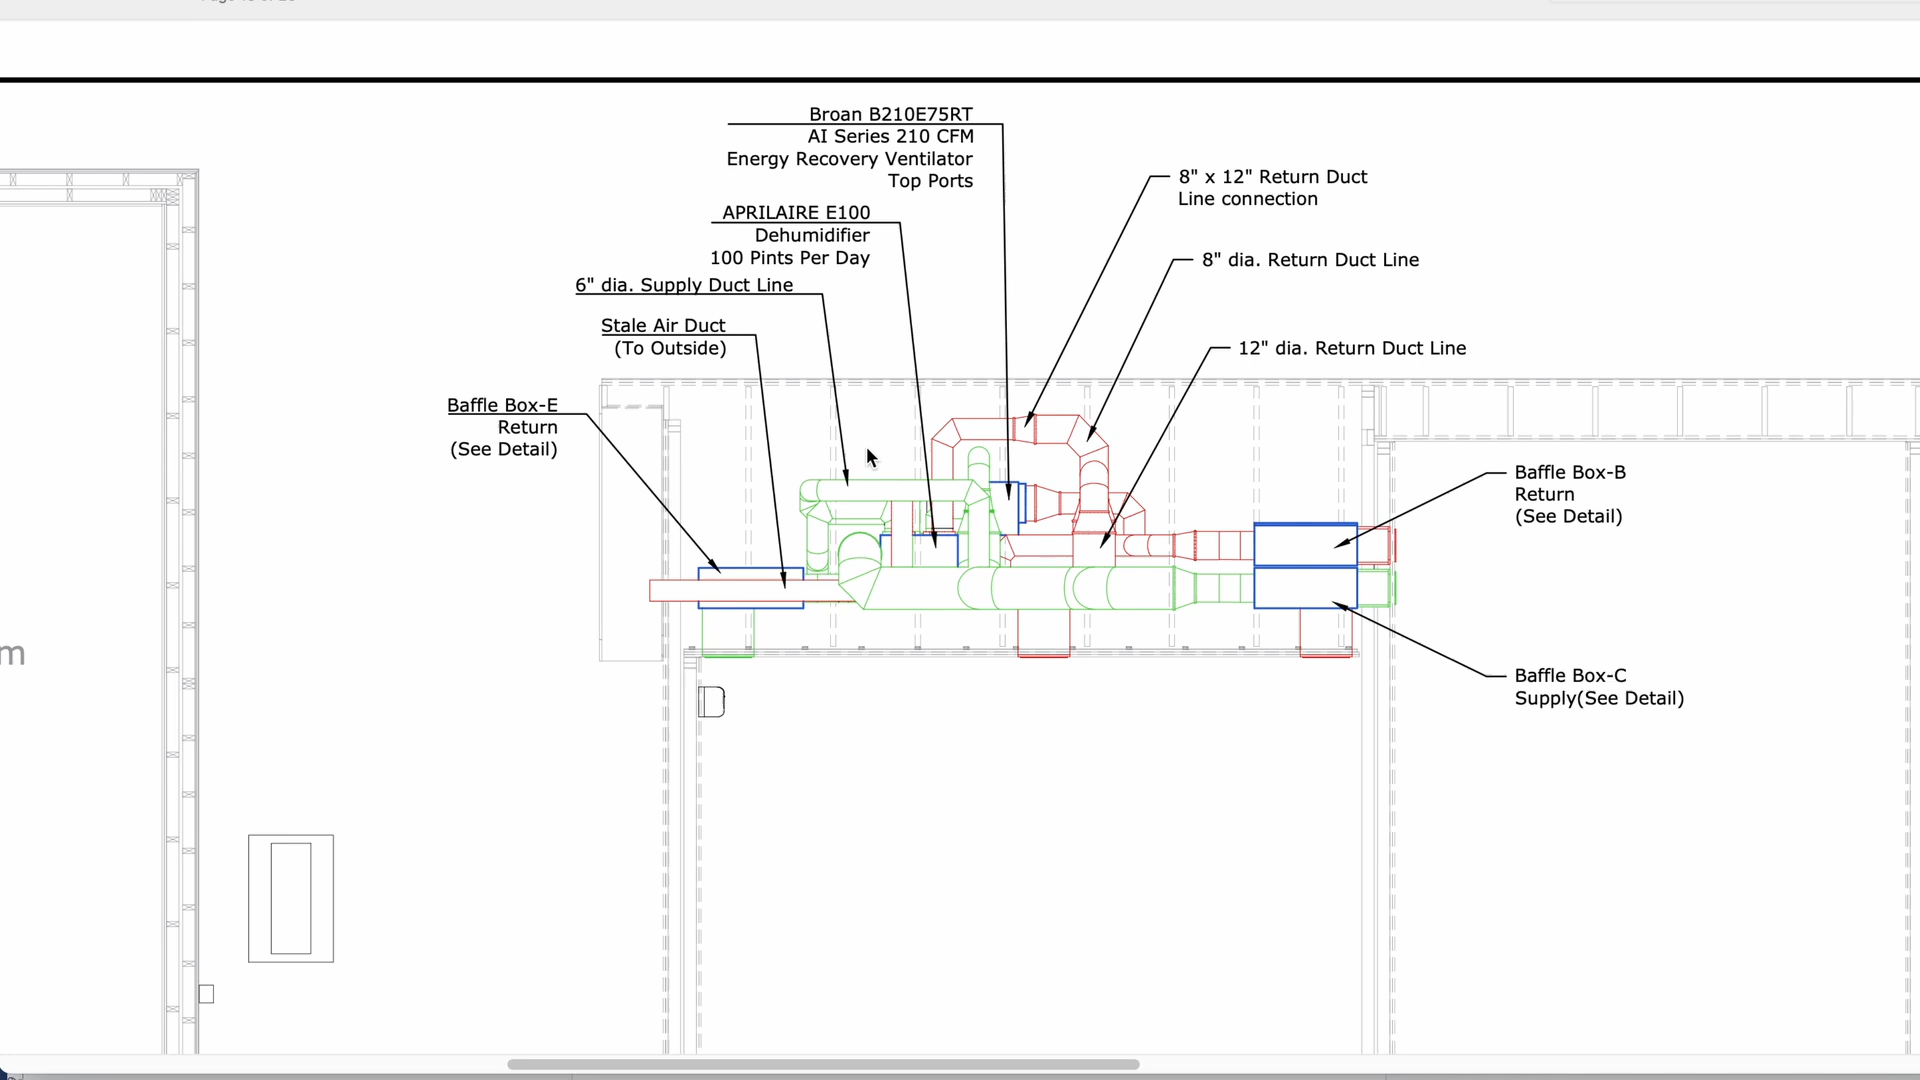 Broan B210E75RT
AI Series 210 CFM
Energy Recovery Ventilator
Top Ports
APRILAIRE E100
Dehumidifier
100 Pints Per Day
6" dia. Supply Duct Line
Stale Air Duct
(To Outside)
Baffle Box-E
Return
(See Detail)
8" x 12" Return Duct
Line connection
8" dia. Return Duct Line
12" dia. Return Duct Line
Baffle Box-B
Return
(See Detail)
Baffle Box-C
Supply(See Detail)
m